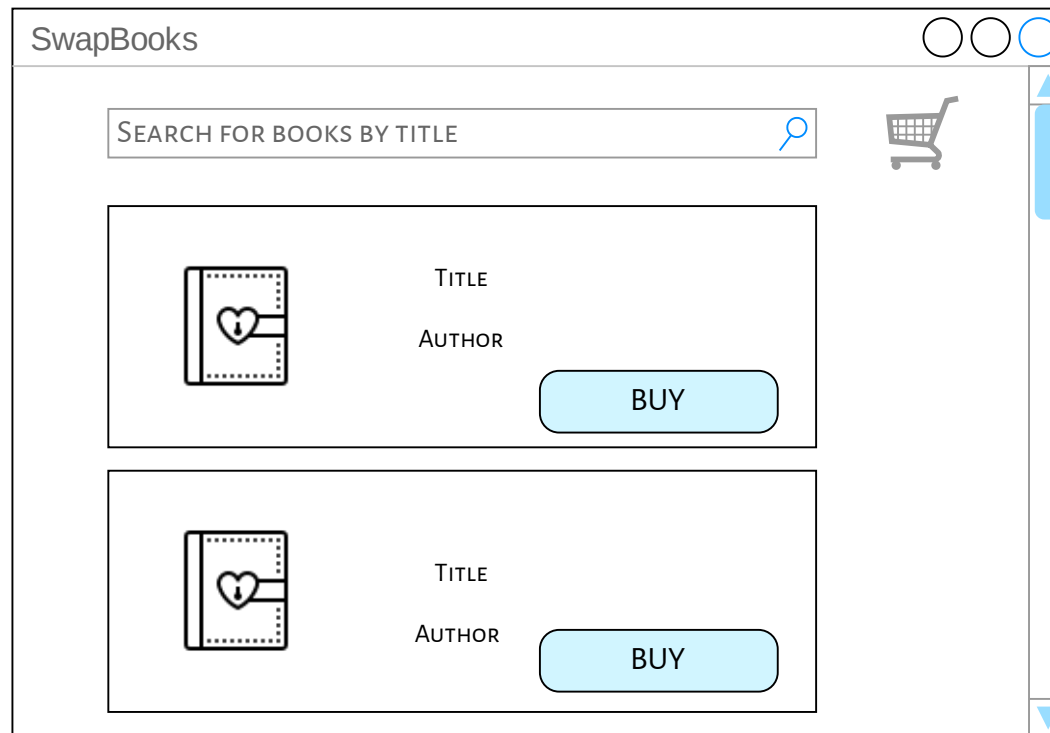 SwapBooks
Search for books by title
Title
Author
BUY
Title
Author
BUY